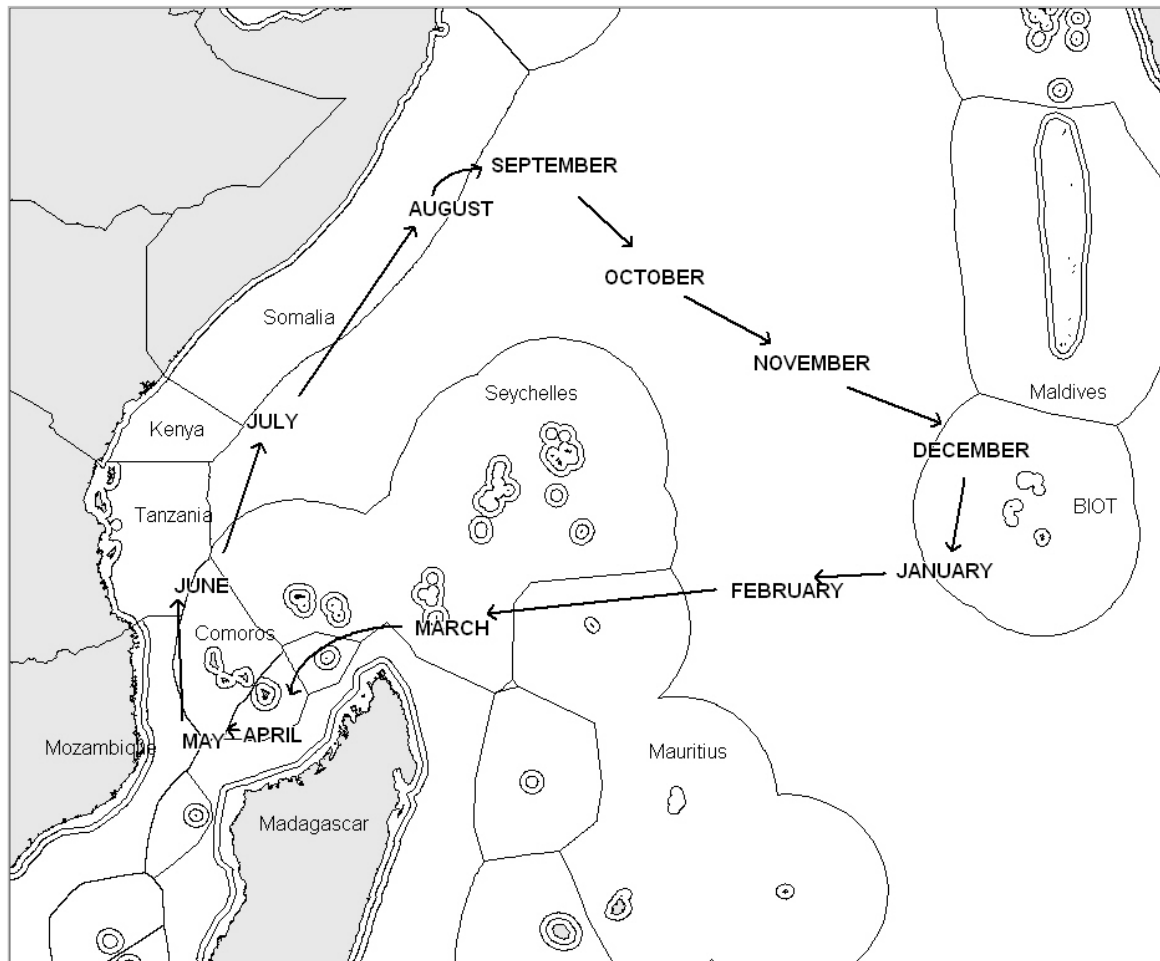 SEPTEMBER
AUGUST
OCTOBER
Somalia
NOVEMBER
Seychelles
Maldives
JULY
Kenya
DECEMBER
BIOT
Tanzania
JANUARY
JUNE
FEBRUARY
MARCH
Comoros
APRIL
MAY
Mozambique
Mauritius
Madagascar